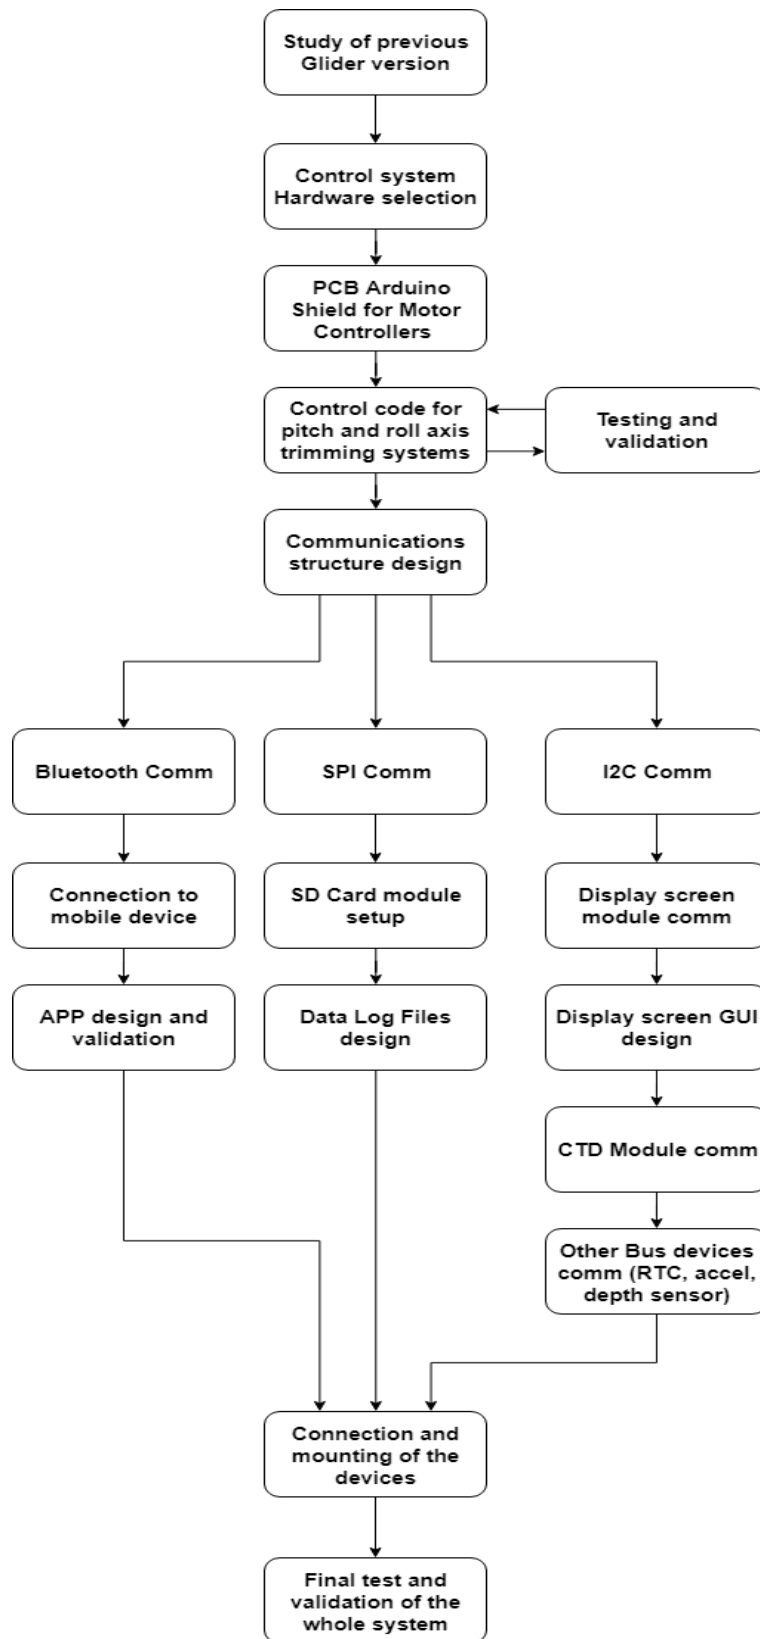 Study of previous
Glider version
Control system
Hardware selection
PCB Arduino
Shield for Motor
Controllers
Control code for
pitch and roll axis
trimming systems
Testing and
validation
Communications
structure design
Bluetooth Comm
SPI Comm
I2C Comm
Connection to
mobile device
SD Card module
setup
Display screen
module comm
APP design and
validation
Data Log Files
design
Display screen GUI
design
CTD Module comm
Other Bus devices
comm (RTC, accel,
depth sensor)
Connection and
mounting of the
devices
Final test and
validation of the
whole system